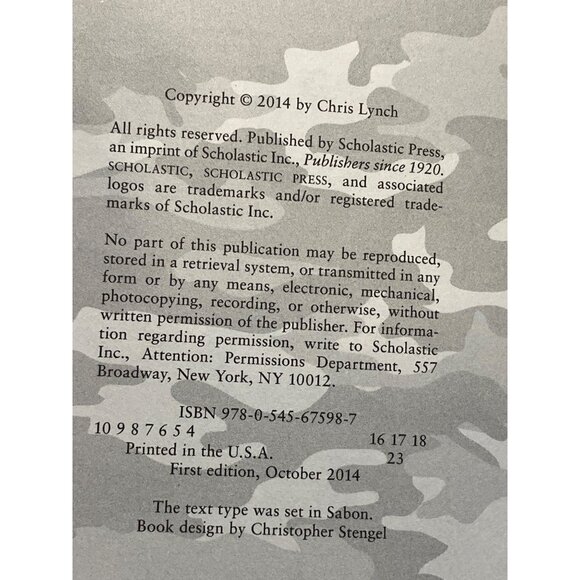 Copyright © 2014 by Chris Lynch
All rights reserved. Published by Scholastic Press,
an imprint of Scholastic Inc., Publishers since 1920.
SCHOLASTIC, SCHOLASTIC PRESS, and associated
logos are trademarks and/or registered trade-
marks of Scholastic Inc.
No part of this publication may be reproduced,
stored in a retrieval system, or transmitted in any
form or by any means, electronic, mechanical,
photocopying, recording, or otherwise, without
written permission of the publisher. For informa-
tion regarding permission, write to Scholastic
Inc., Attention: Permissions Department, 557
Broadway, New York, NY 10012.
ISBN 978-0-545-67598-7
10 9 8 7 6 5 4 16 17 18
Printed in the U.S.A. 23
First edition, October 2014
The text type was set in Sabon.
Book design by Christopher Stengel